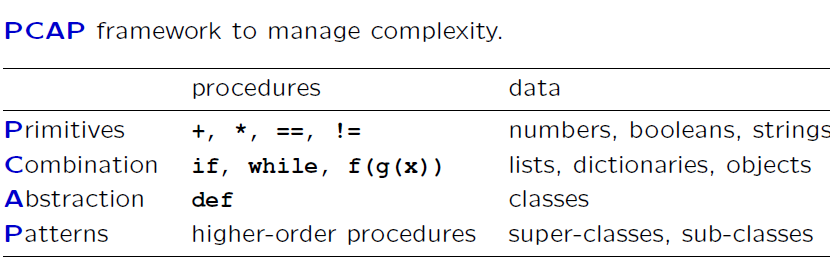 PCAP framework to manage complexity.
procedures data
Primitives +, *, ==, != numbers, booleans, strings
Combination if, while, f(g(x)) lists, dictionaries, objects
Abstraction def classes
Patterns higher-order procedures super-classes, sub-classes